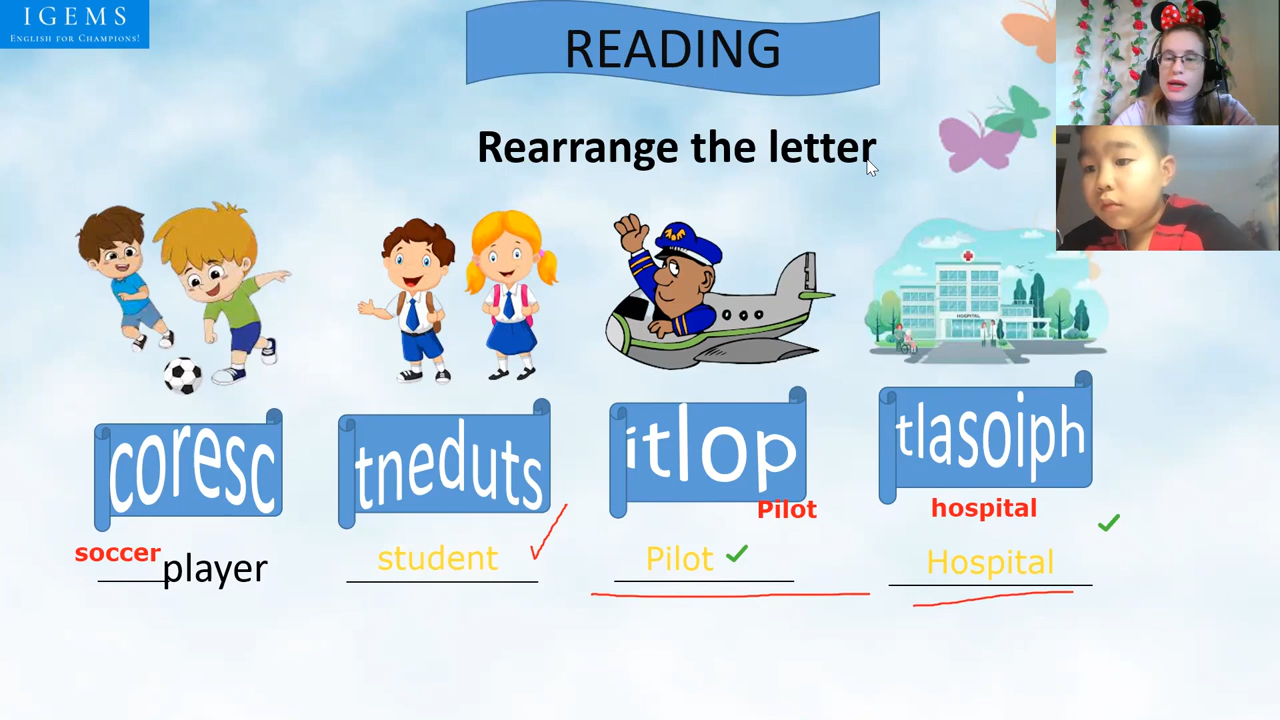 IGEMS
ENGLISH FOR CHAMPIONS!
READING
Rearrange the letter
HOSPITAL
coresc
tneduts
itlop
tlasoiph
Pilot
hospital
soccer player
student
Pilot
Hospital